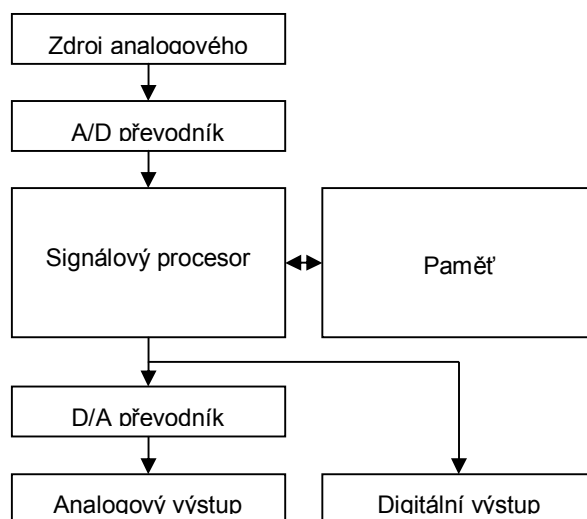 Zdroj analogového
A/D převodník
Signálový procesor
Paměť
D/A převodník
Analogový výstup
Digitální výstup